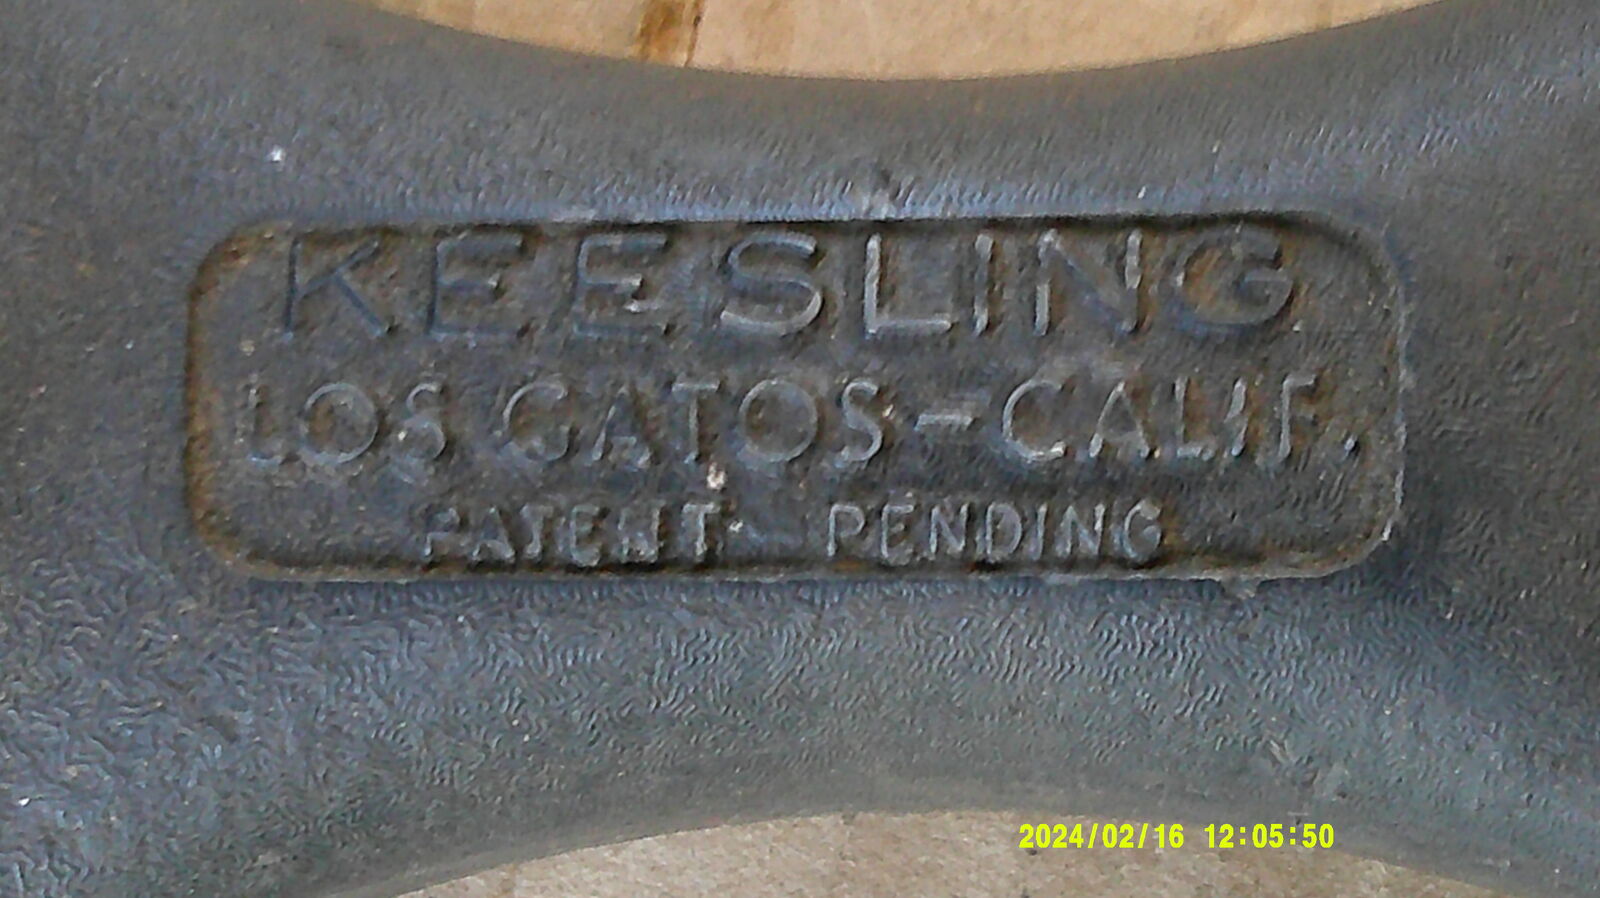 KEESLING
LOS GATOS-CALIF.
PATENT PENDING
2024/02/16 12:05:50